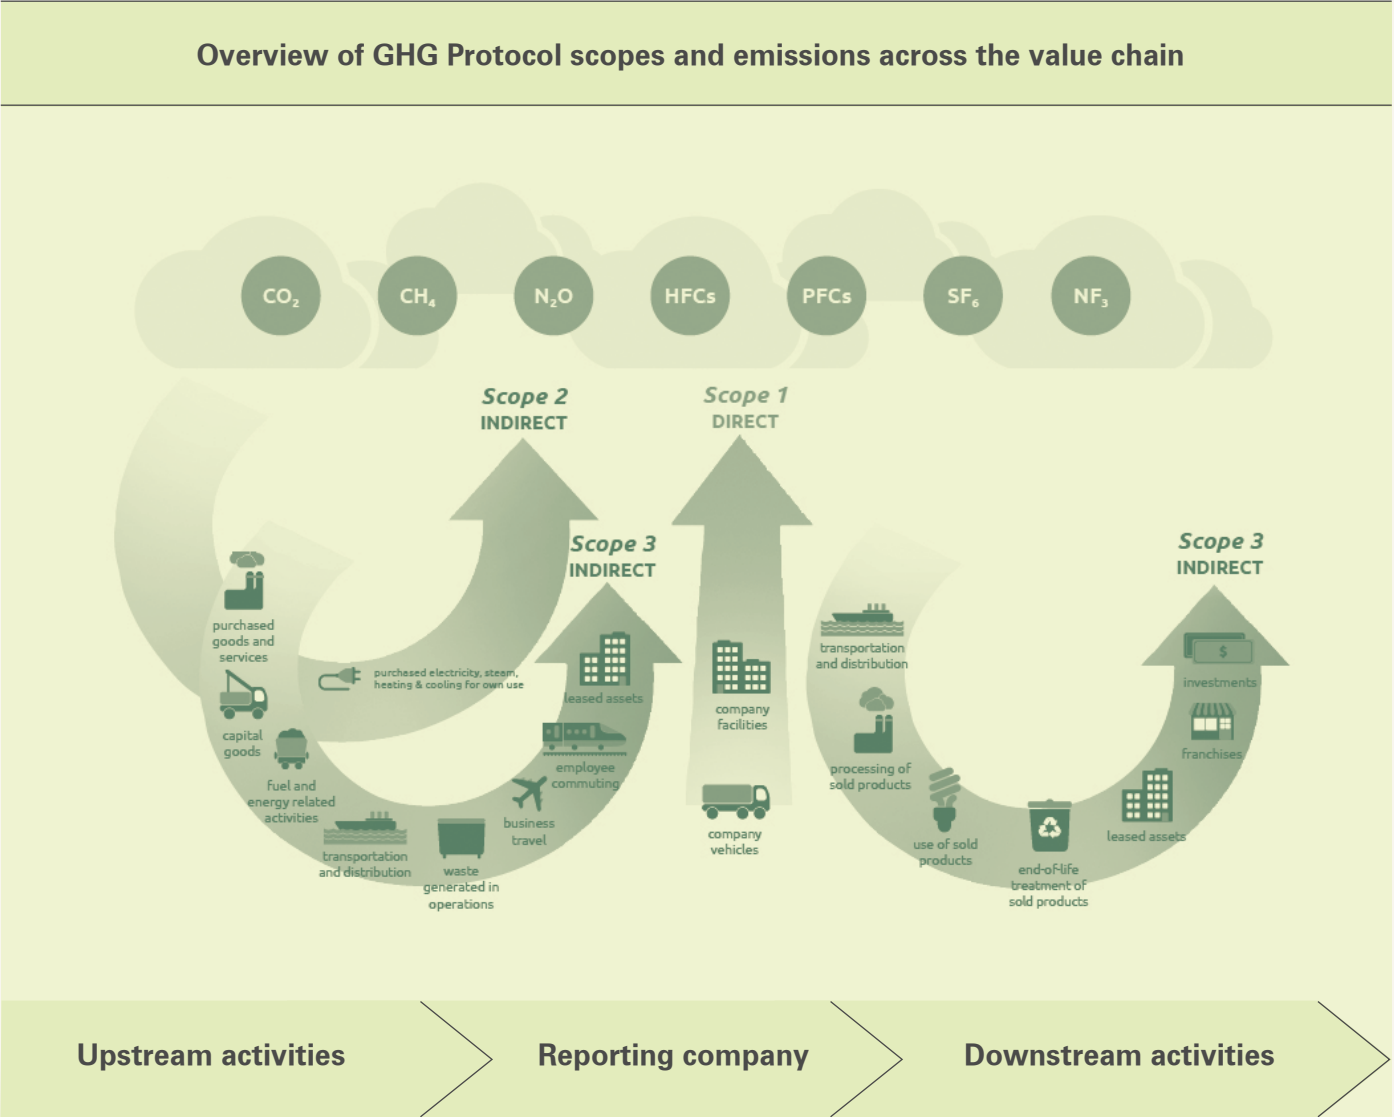 Overview of GHG Protocol scopes and emissions across the value chain
CO₂
CH₄
N₂O
HFCs
PFCs
SF₆
NF₃
Scope 2
INDIRECT
Scope 1
DIRECT
Scope 3
INDIRECT
Scope 3
INDIRECT
purchased
goods and
services
capital
goods
fuel and
energy related
activities
transportation
and distribution
waste
generated in
operations
business
travel
employee
commuting
leased assets
purchased electricity, steam,
heating & cooling for own use
company
facilities
company
vehicles
transportation
and distribution
processing of
sold products
use of sold
products
end-of-life
treatment of
sold products
leased assets
franchises
$
investments
Upstream activities
Reporting company
Downstream activities